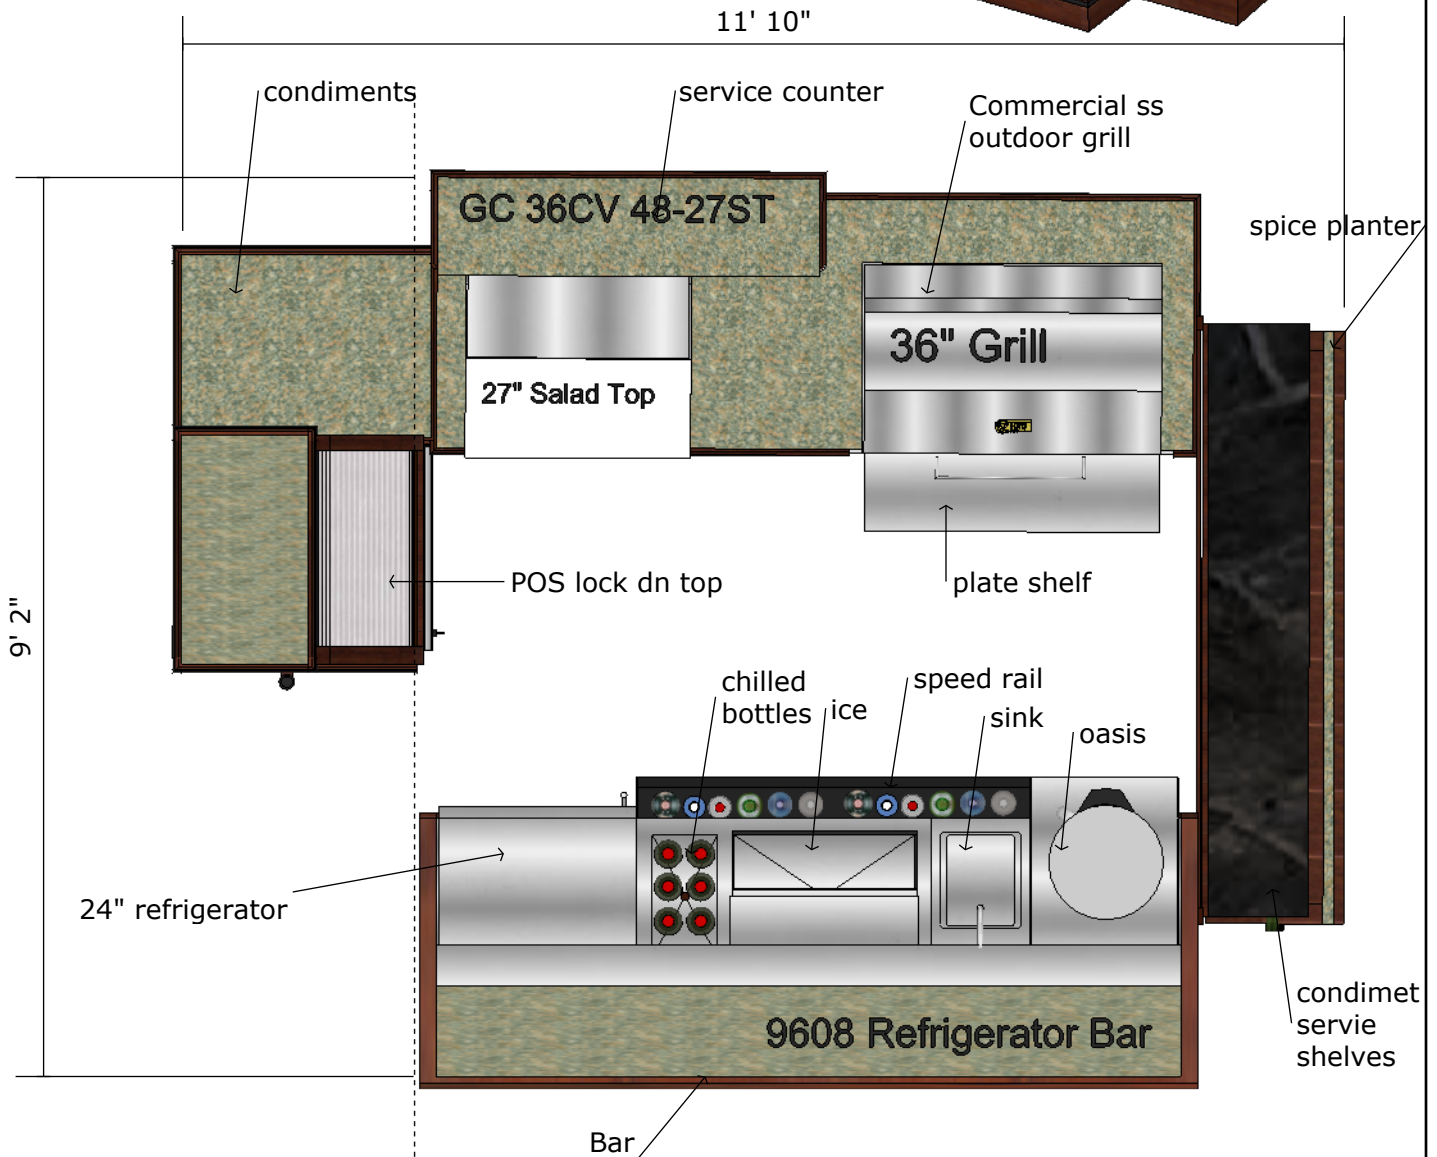 11' 10"
condiments
service counter
Commercial ss
outdoor grill
GC 36CV 48-27ST
spice planter
36" Grill
27" Salad Top
9' 2"
POS lock dn top
plate shelf
chilled
bottles
ice
speed rail
sink
oasis
24" refrigerator
condimet
servie
shelves
9608 Refrigerator Bar
Bar